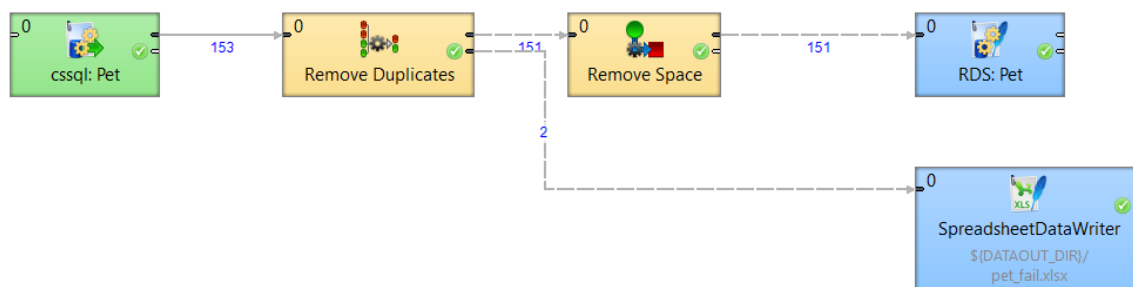 0
cssql: Pet
153
0
Remove Duplicates
151
0
Remove Space
151
0
RDS: Pet
2
0
XLS
SpreadsheetDataWriter
${DATAOUT_DIR}/
pet_fail.xlsx